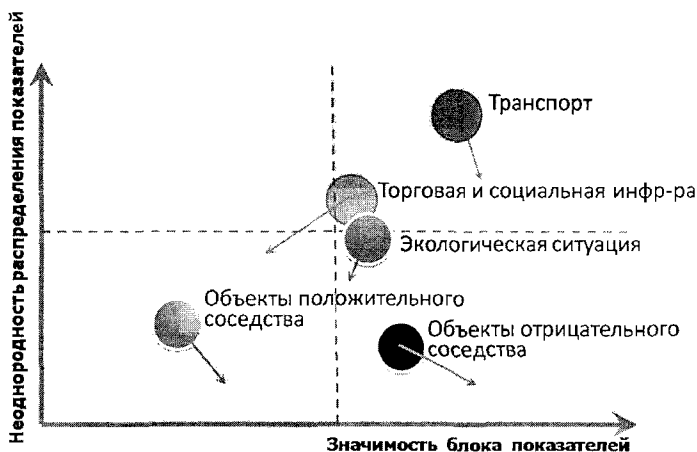 Неоднородность распределения показателей
Транспорт
Торговая и социальная инфр-ра
Экологическая ситуация
Объекты положительного
соседства
Объекты отрицательного
соседства
Значимость блока показателей